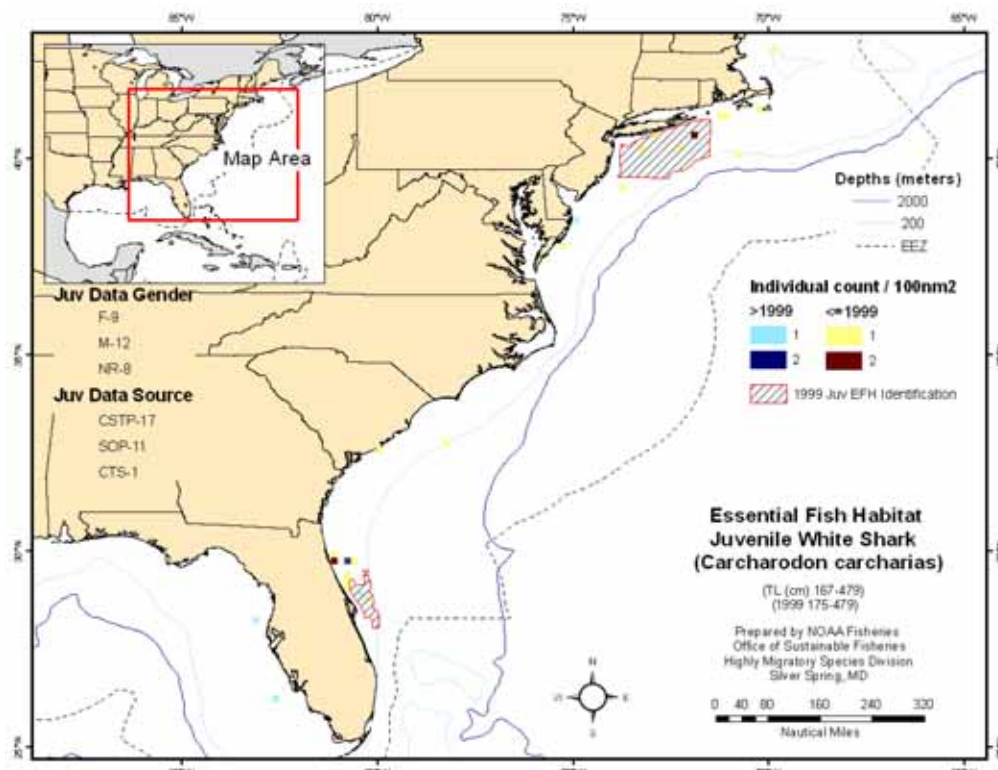 85°W 80°W 75°W 70°W 65°W
Map Area
40°N
35°N
30°N
25°N
Depths (meters)
2000
200
EEZ
Individual count / 100nm2
>1999 <=1999
1 1
2 2
1999 Juv EFH Identification
Juv Data Gender
F-9
M-12
NR-8
Juv Data Source
CSTP-17
SOP-11
CTS-1
Essential Fish Habitat
Juvenile White Shark
(Carcharodon carcharias)
(TL (cm) 167-479)
(1999 175-479)
Prepared by NOAA Fisheries
Office of Sustainable Fisheries
Highly Migratory Species Division
Silver Spring, MD
N
E
S
0 40 80 160 240 320
Nautical Miles